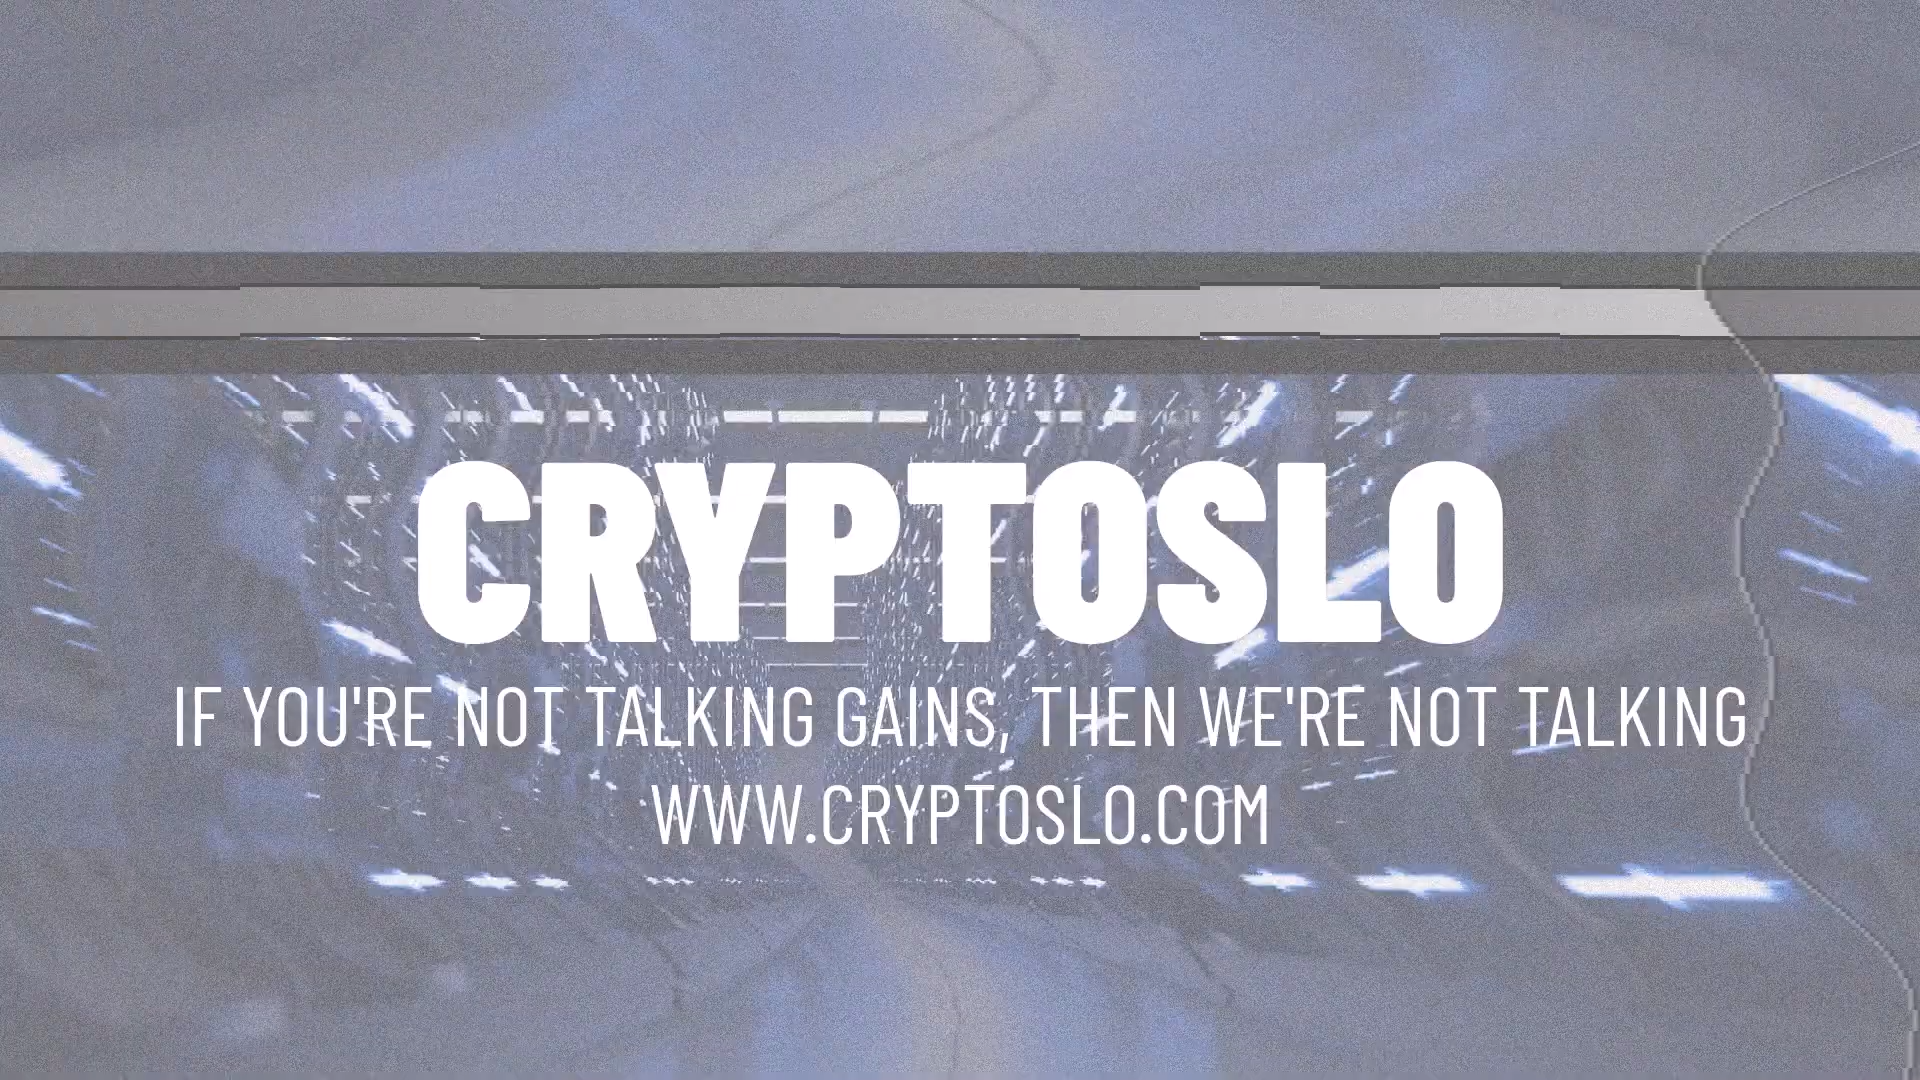 CRYPTOSLO
IF YOU'RE NOT TALKING GAINS, THEN WE'RE NOT TALKING
WWW.CRYPTOSLO.COM